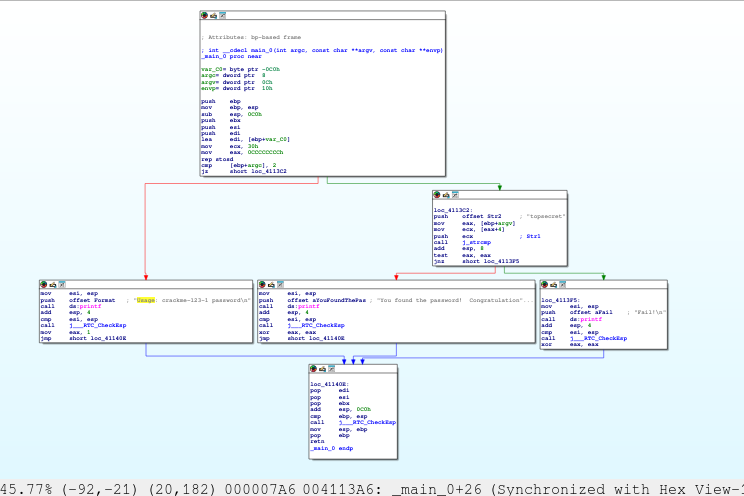 ; Attributes: bp-based frame
; int __cdecl main_0(int argc, const char **argv, const char **envp)
_main_0 proc near
var_C0= byte ptr -0C0h
argc= dword ptr  8
argv= dword ptr  0Ch
envp= dword ptr  10h
push    ebp
mov     ebp, esp
sub     esp, 0C0h
push    ebx
push    esi
push    edi
lea     edi, [ebp+var_C0]
mov     ecx, 30h
mov     eax, 0CCCCCCCCh
rep stosd
cmp     [ebp+argc], 2
jz      short loc_4113C2
loc_4113C2:
push    offset Str2     ; "topsecret"
mov     eax, [ebp+argv]
mov     ecx, [eax+4]
push    ecx             ; Str1
call    j_strcmp
add     esp, 8
test    eax, eax
jnz     short loc_4113F5
mov     esi, esp
push    offset Format   ; "Usage: crackme-123-1 password\n"
call    ds:printf
add     esp, 4
cmp     esi, esp
call    j___RTC_CheckEsp
mov     eax, 1
jmp     short loc_41140E
mov     esi, esp
push    offset aYouFoundThePas ; "You found the password!  Congratulation"...
call    ds:printf
add     esp, 4
cmp     esi, esp
call    j___RTC_CheckEsp
xor     eax, eax
jmp     short loc_41140E
loc_4113F5:
mov     esi, esp
push    offset aFail    ; "Fail!\n"
call    ds:printf
add     esp, 4
cmp     esi, esp
call    j___RTC_CheckEsp
xor     eax, eax
loc_41140E:
pop     edi
pop     esi
pop     ebx
add     esp, 0C0h
cmp     ebp, esp
call    j___RTC_CheckEsp
mov     esp, ebp
pop     ebp
retn
_main_0 endp
45.77% (-92,-21) (20,182) 000007A6 004113A6: _main_0+26 (Synchronized with Hex View-